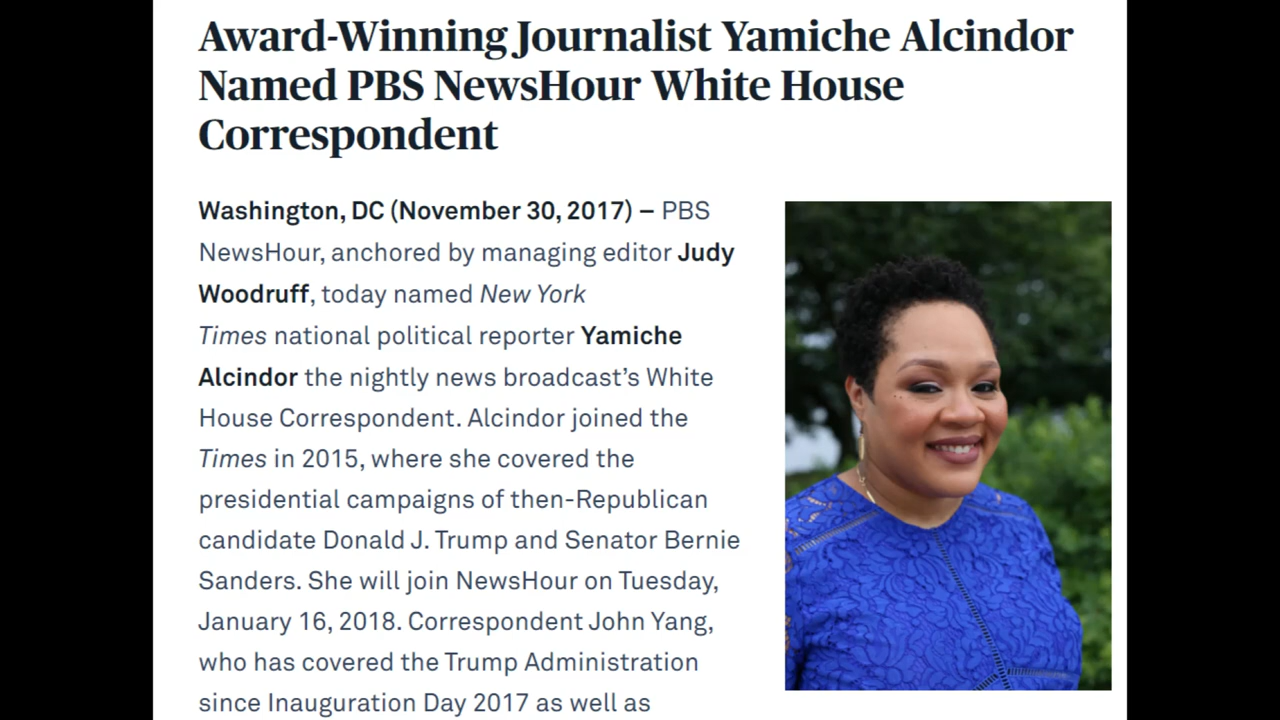 Award-Winning Journalist Yamiche Alcindor
Named PBS NewsHour White House
Correspondent
Washington, DC (November 30, 2017) – PBS
NewsHour, anchored by managing editor Judy
Woodruff, today named New York
Times national political reporter Yamiche
Alcindor the nightly news broadcast’s White
House Correspondent. Alcindor joined the
Times in 2015, where she covered the
presidential campaigns of then-Republican
candidate Donald J. Trump and Senator Bernie
Sanders. She will join NewsHour on Tuesday,
January 16, 2018. Correspondent John Yang,
who has covered the Trump Administration
since Inauguration Day 2017 as well as